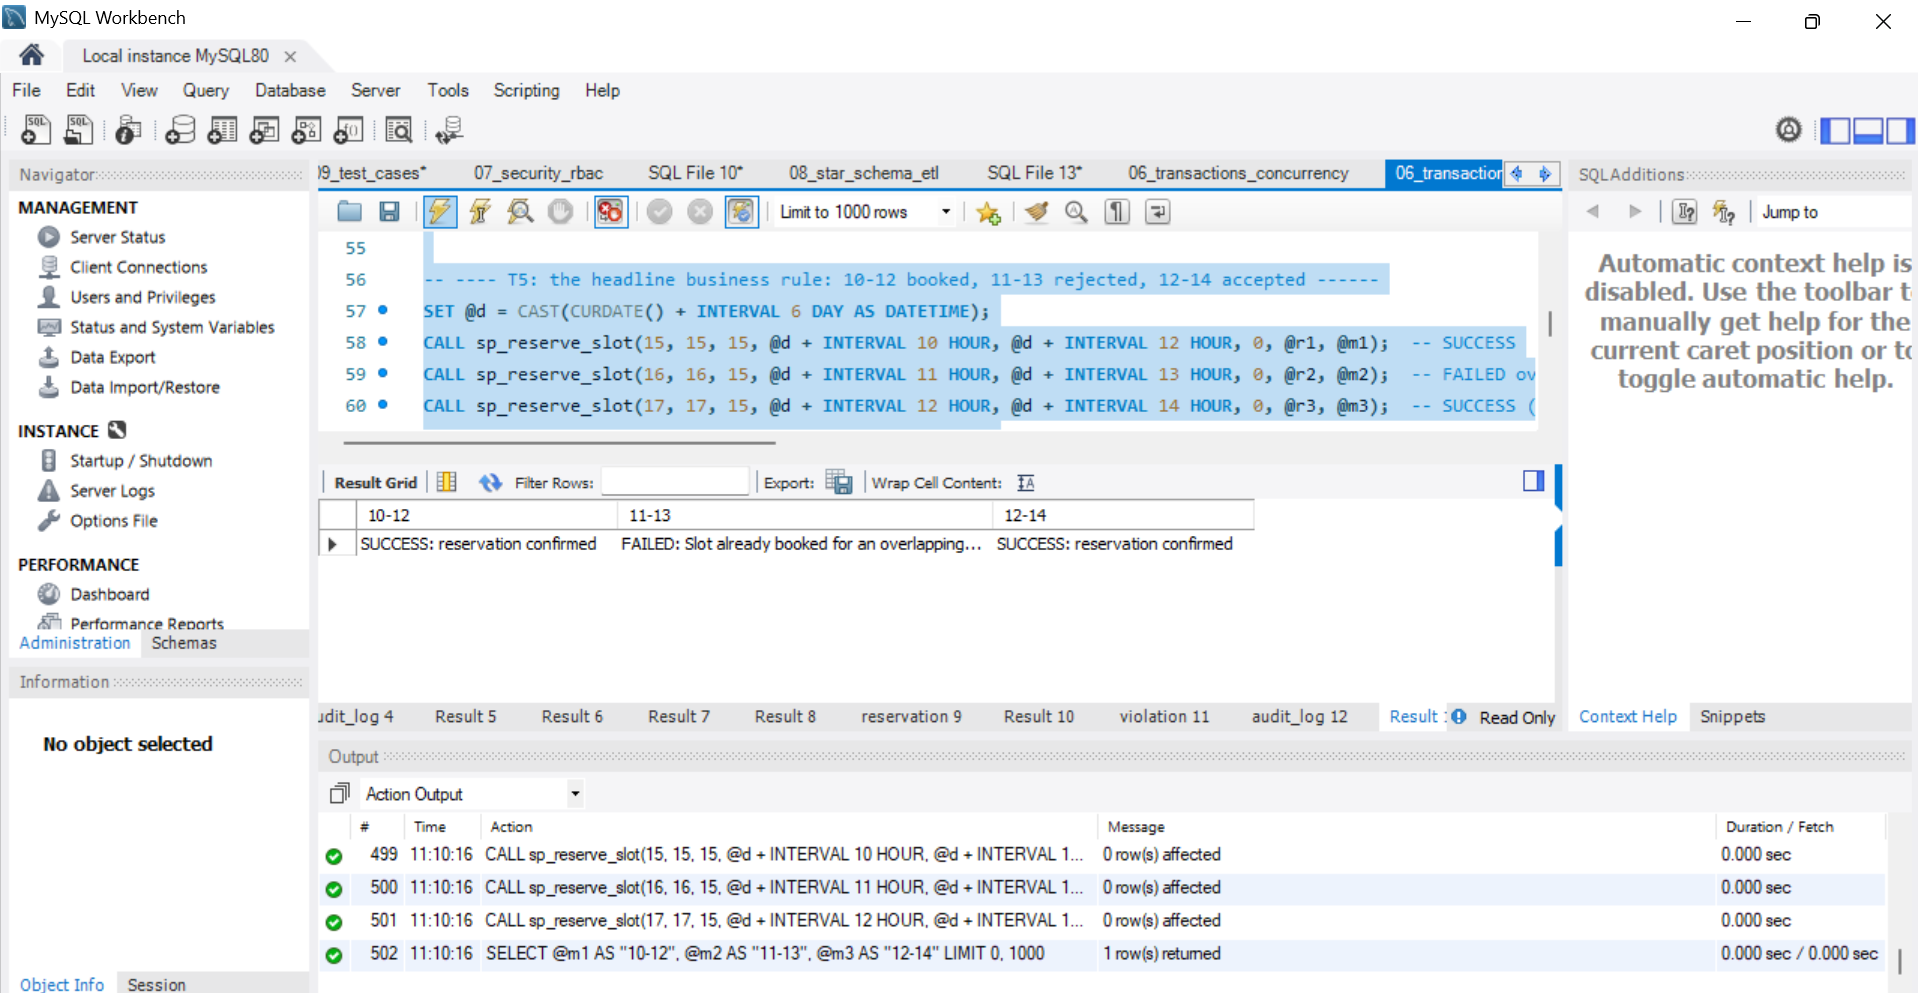 MySQL Workbench
Local instance MySQL80
File Edit View Query Database Server Tools Scripting Help
Navigator
MANAGEMENT
Server Status
Client Connections
Users and Privileges
Status and System Variables
Data Export
Data Import/Restore
INSTANCE
Startup / Shutdown
Server Logs
Options File
PERFORMANCE
Dashboard
Performance Reports
Administration Schemas
Information
No object selected
Object Info Session
09_test_cases* 07_security_rbac SQL File 10* 08_star_schema_etl SQL File 13* 06_transactions_concurrency 06_transaction
Limit to 1000 rows
55
56 -- ---- T5: the headline business rule: 10-12 booked, 11-13 rejected, 12-14 accepted ------
57 SET @d = CAST(CURDATE() + INTERVAL 6 DAY AS DATETIME);
58 CALL sp_reserve_slot(15, 15, 15, @d + INTERVAL 10 HOUR, @d + INTERVAL 12 HOUR, 0, @r1, @m1); -- SUCCESS
59 CALL sp_reserve_slot(16, 16, 15, @d + INTERVAL 11 HOUR, @d + INTERVAL 13 HOUR, 0, @r2, @m2); -- FAILED ov
60 CALL sp_reserve_slot(17, 17, 15, @d + INTERVAL 12 HOUR, @d + INTERVAL 14 HOUR, 0, @r3, @m3); -- SUCCESS (
Result Grid Filter Rows: Export: Wrap Cell Content:
10-12 11-13 12-14
SUCCESS: reservation confirmed FAILED: Slot already booked for an overlapping... SUCCESS: reservation confirmed
udit_log 4 Result 5 Result 6 Result 7 Result 8 reservation 9 Result 10 violation 11 audit_log 12 Result Read Only
SQLAdditions
Jump to
Automatic context help is
disabled. Use the toolbar t
manually get help for the
current caret position or to
toggle automatic help.
Context Help Snippets
Output
Action Output
# Time Action Message Duration / Fetch
499 11:10:16 CALL sp_reserve_slot(15, 15, 15, @d + INTERVAL 10 HOUR, @d + INTERVAL 1... 0 row(s) affected 0.000 sec
500 11:10:16 CALL sp_reserve_slot(16, 16, 15, @d + INTERVAL 11 HOUR, @d + INTERVAL 1... 0 row(s) affected 0.000 sec
501 11:10:16 CALL sp_reserve_slot(17, 17, 15, @d + INTERVAL 12 HOUR, @d + INTERVAL 1... 0 row(s) affected 0.000 sec
502 11:10:16 SELECT @m1 AS "10-12", @m2 AS "11-13", @m3 AS "12-14" LIMIT 0, 1000 1 row(s) returned 0.000 sec / 0.000 sec